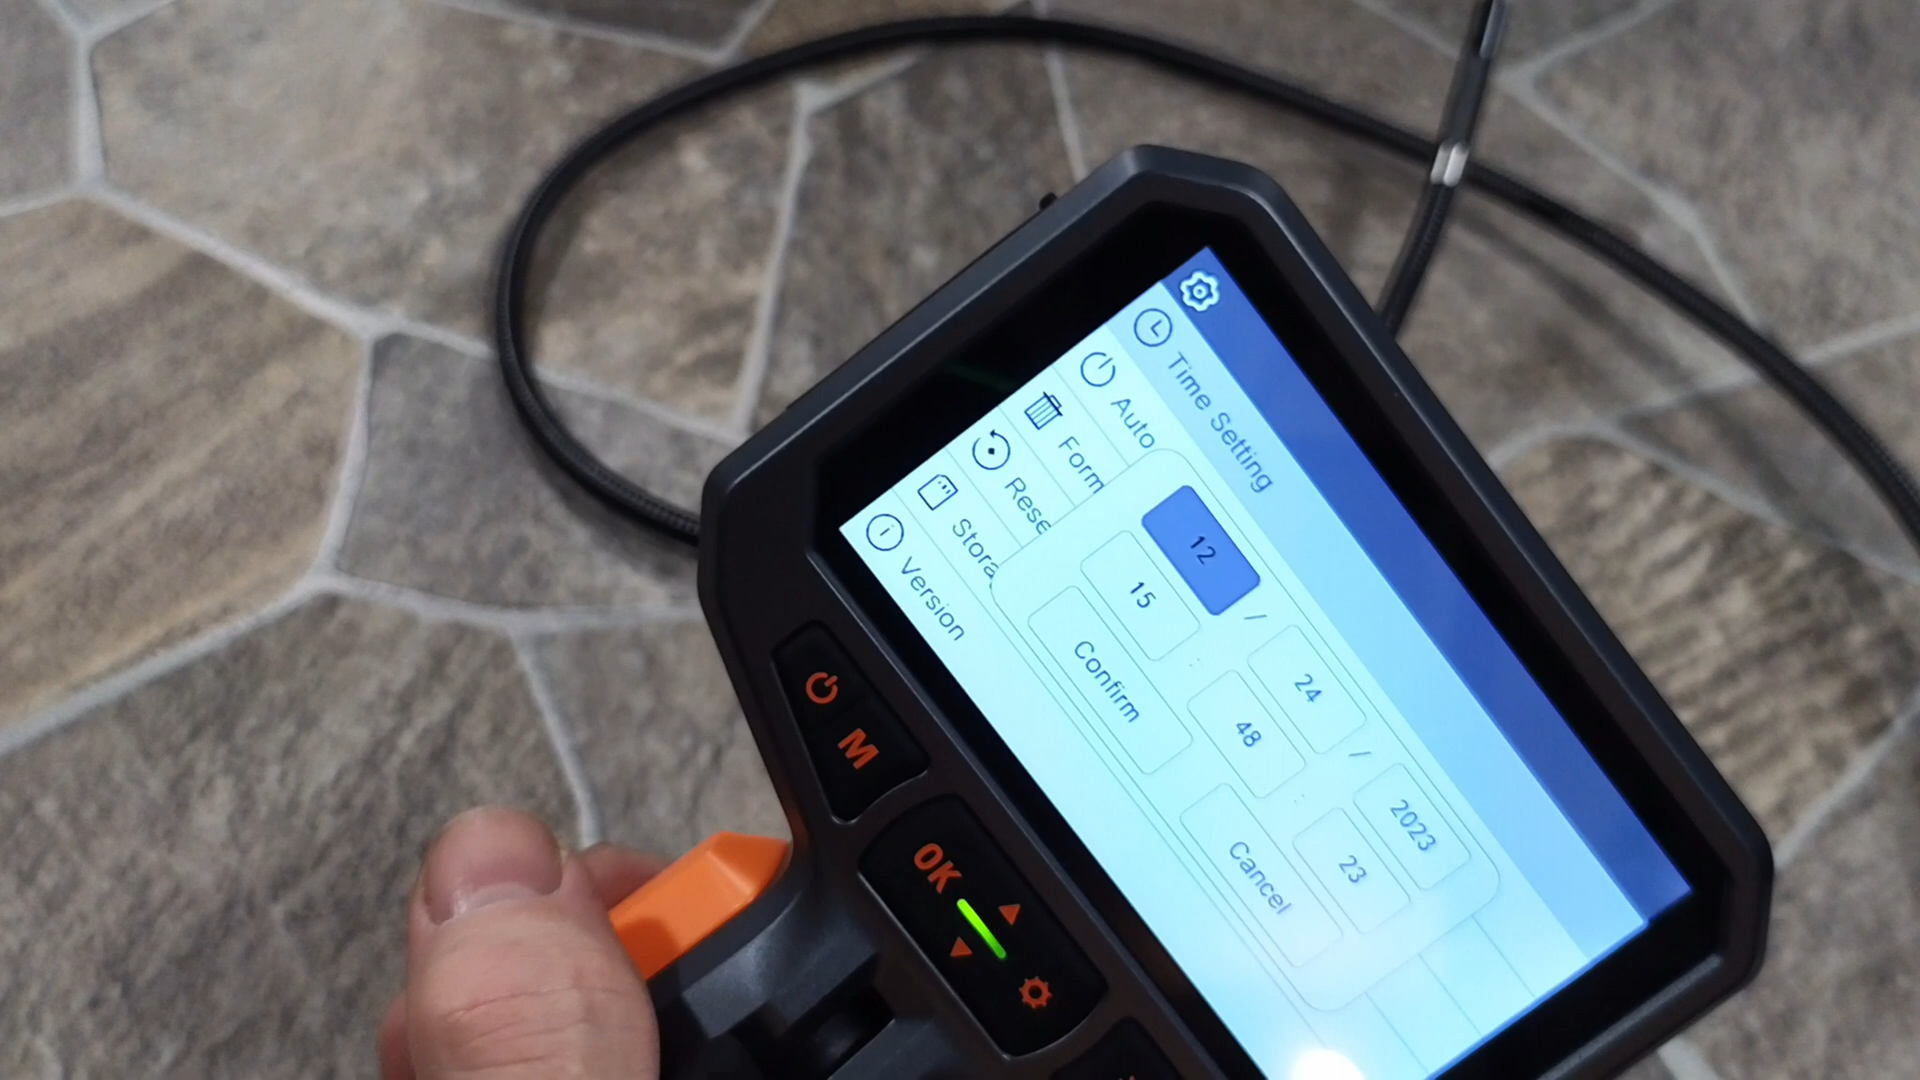 Time Setting
Auto
Form
Rese
Stora
Version
12 / 24 / 2023
15 : 48 : 23
Confirm Cancel
M
OK